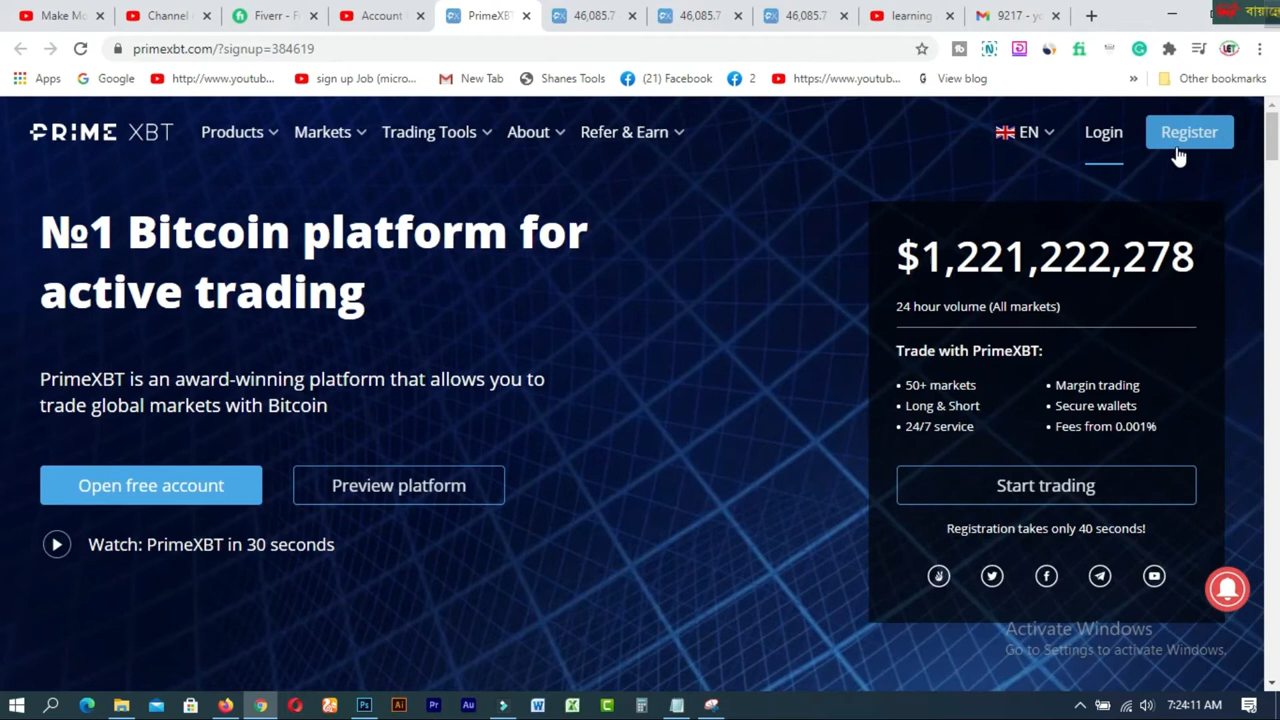 Make Mo
Channel
Fiverr - F
Account
PrimeXBT
46,085.7
46,085.7
46,085.7
learning
9217 - yo
primexbt.com/?signup=384619
Apps
Google
http://www.youtub...
sign up Job (micro...
New Tab
Shanes Tools
(21) Facebook
2
https://www.youtub...
View blog
»
Other bookmarks
PRIME XBT
Products
Markets
Trading Tools
About
Refer & Earn
EN
Login
Register
№1 Bitcoin platform for
active trading
PrimeXBT is an award-winning platform that allows you to
trade global markets with Bitcoin
Open free account
Preview platform
Watch: PrimeXBT in 30 seconds
$1,221,222,278
24 hour volume (All markets)
Trade with PrimeXBT:
• 50+ markets
• Margin trading
• Long & Short
• Secure wallets
• 24/7 service
• Fees from 0.001%
Start trading
Registration takes only 40 seconds!
Activate Windows
Go to Settings to activate Windows.
7:24:11 AM